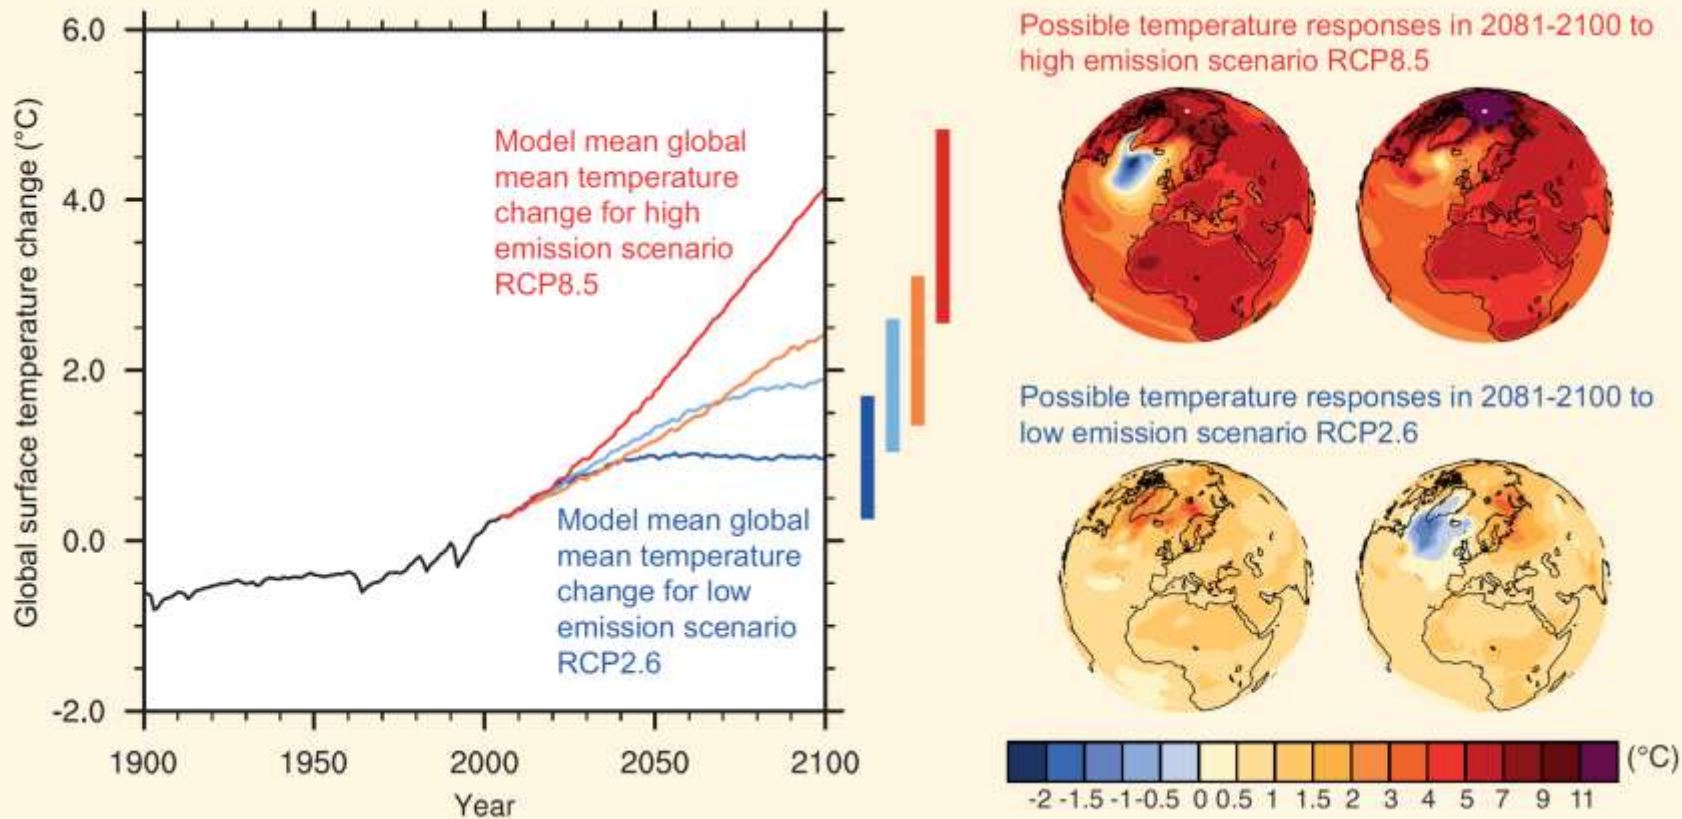 Global surface temperature change (°C)
6.0
4.0
2.0
0.0
-2.0
1900 1950 2000 2050 2100
Year
Model mean global
mean temperature
change for high
emission scenario
RCP8.5
Model mean global
mean temperature
change for low
emission scenario
RCP2.6
Possible temperature responses in 2081-2100 to
high emission scenario RCP8.5
Possible temperature responses in 2081-2100 to
low emission scenario RCP2.6
(°C)
-2 -1.5 -1 -0.5 0 0.5 1 1.5 2 3 4 5 7 9 11